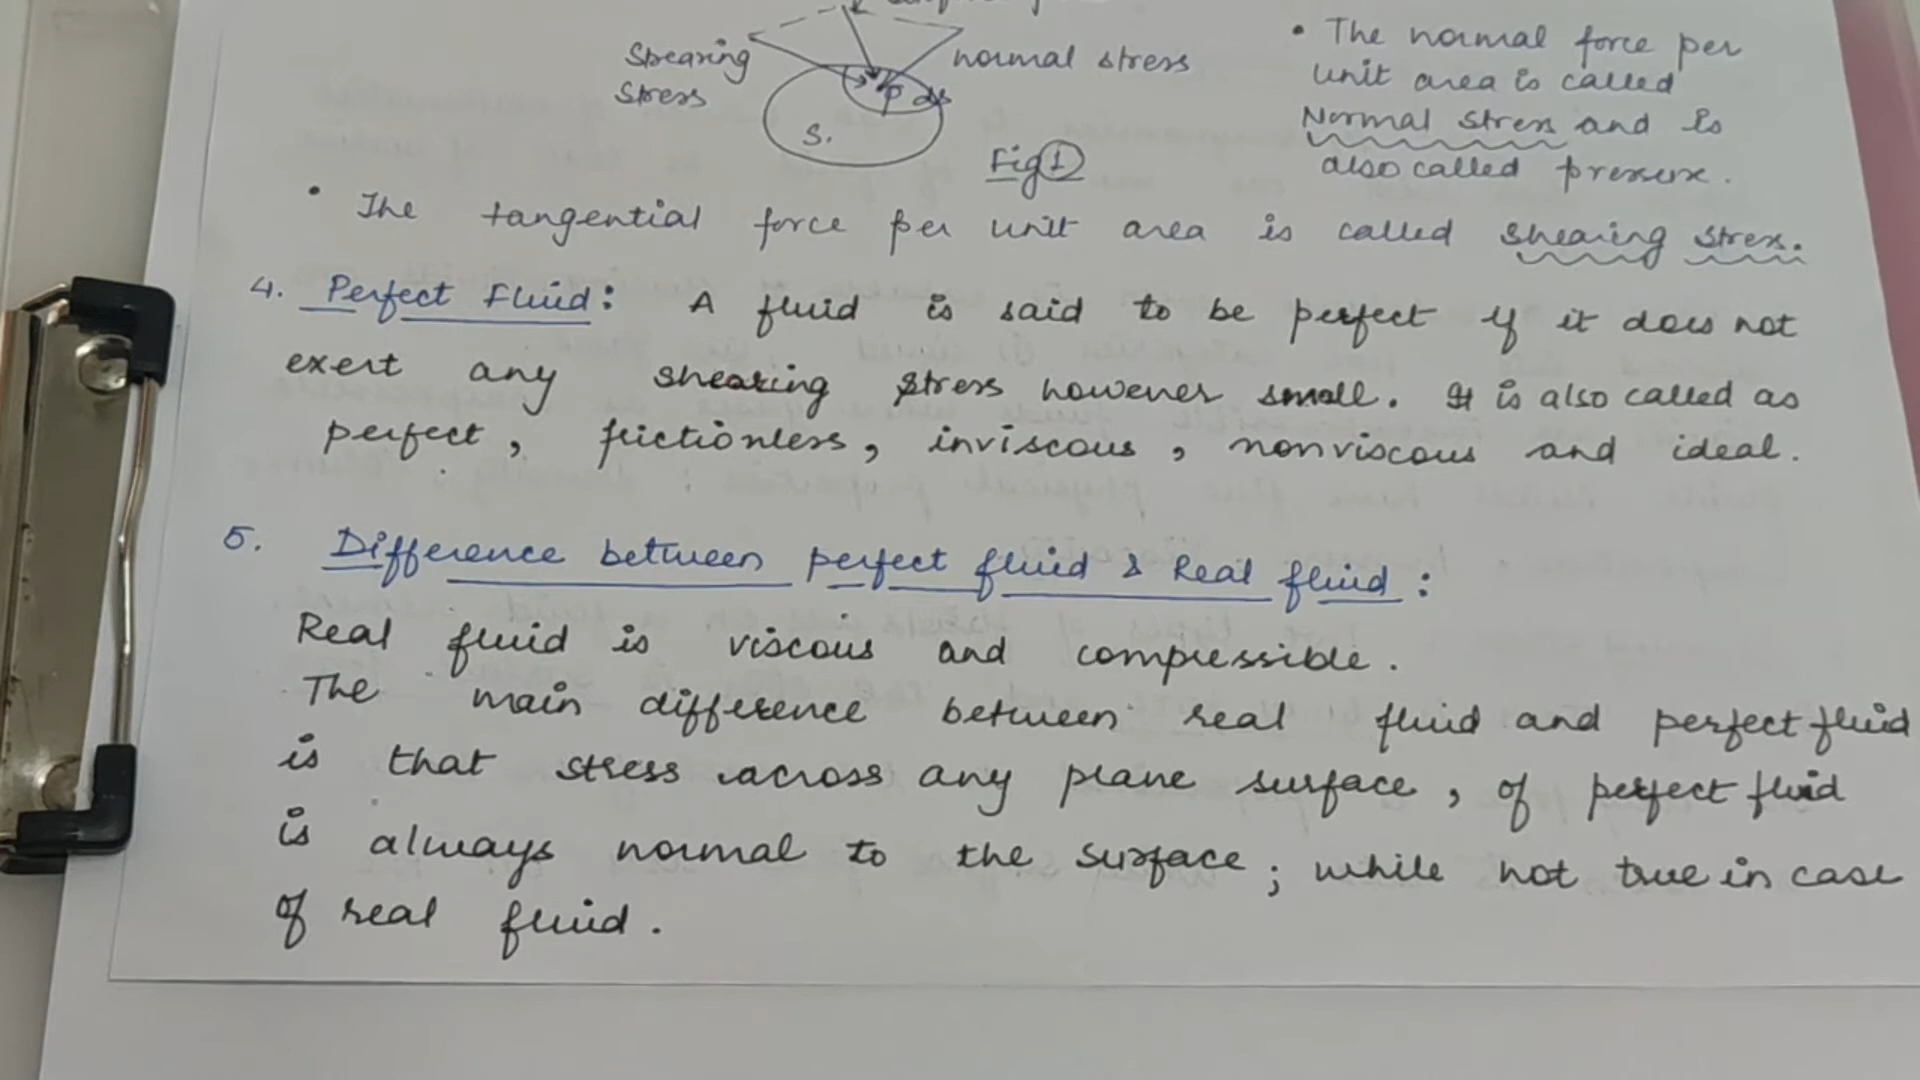 Shearing stress
normal stress
P ds
S.
Fig 1
• The normal force per
unit area is called
Normal stress and is
also called pressure.
• The tangential force per unit area is called shearing stress.
4. Perfect Fluid: A fluid is said to be perfect if it does not
exert any shearing stress however small. It is also called as
perfect, frictionless, inviscous, nonviscous and ideal.
5. Difference between perfect fluid & Real fluid:
Real fluid is viscous and compressible.
The main difference between real fluid and perfect fluid
is that stress across any plane surface, of perfect fluid
is always normal to the surface; while not true in case
of real fluid.